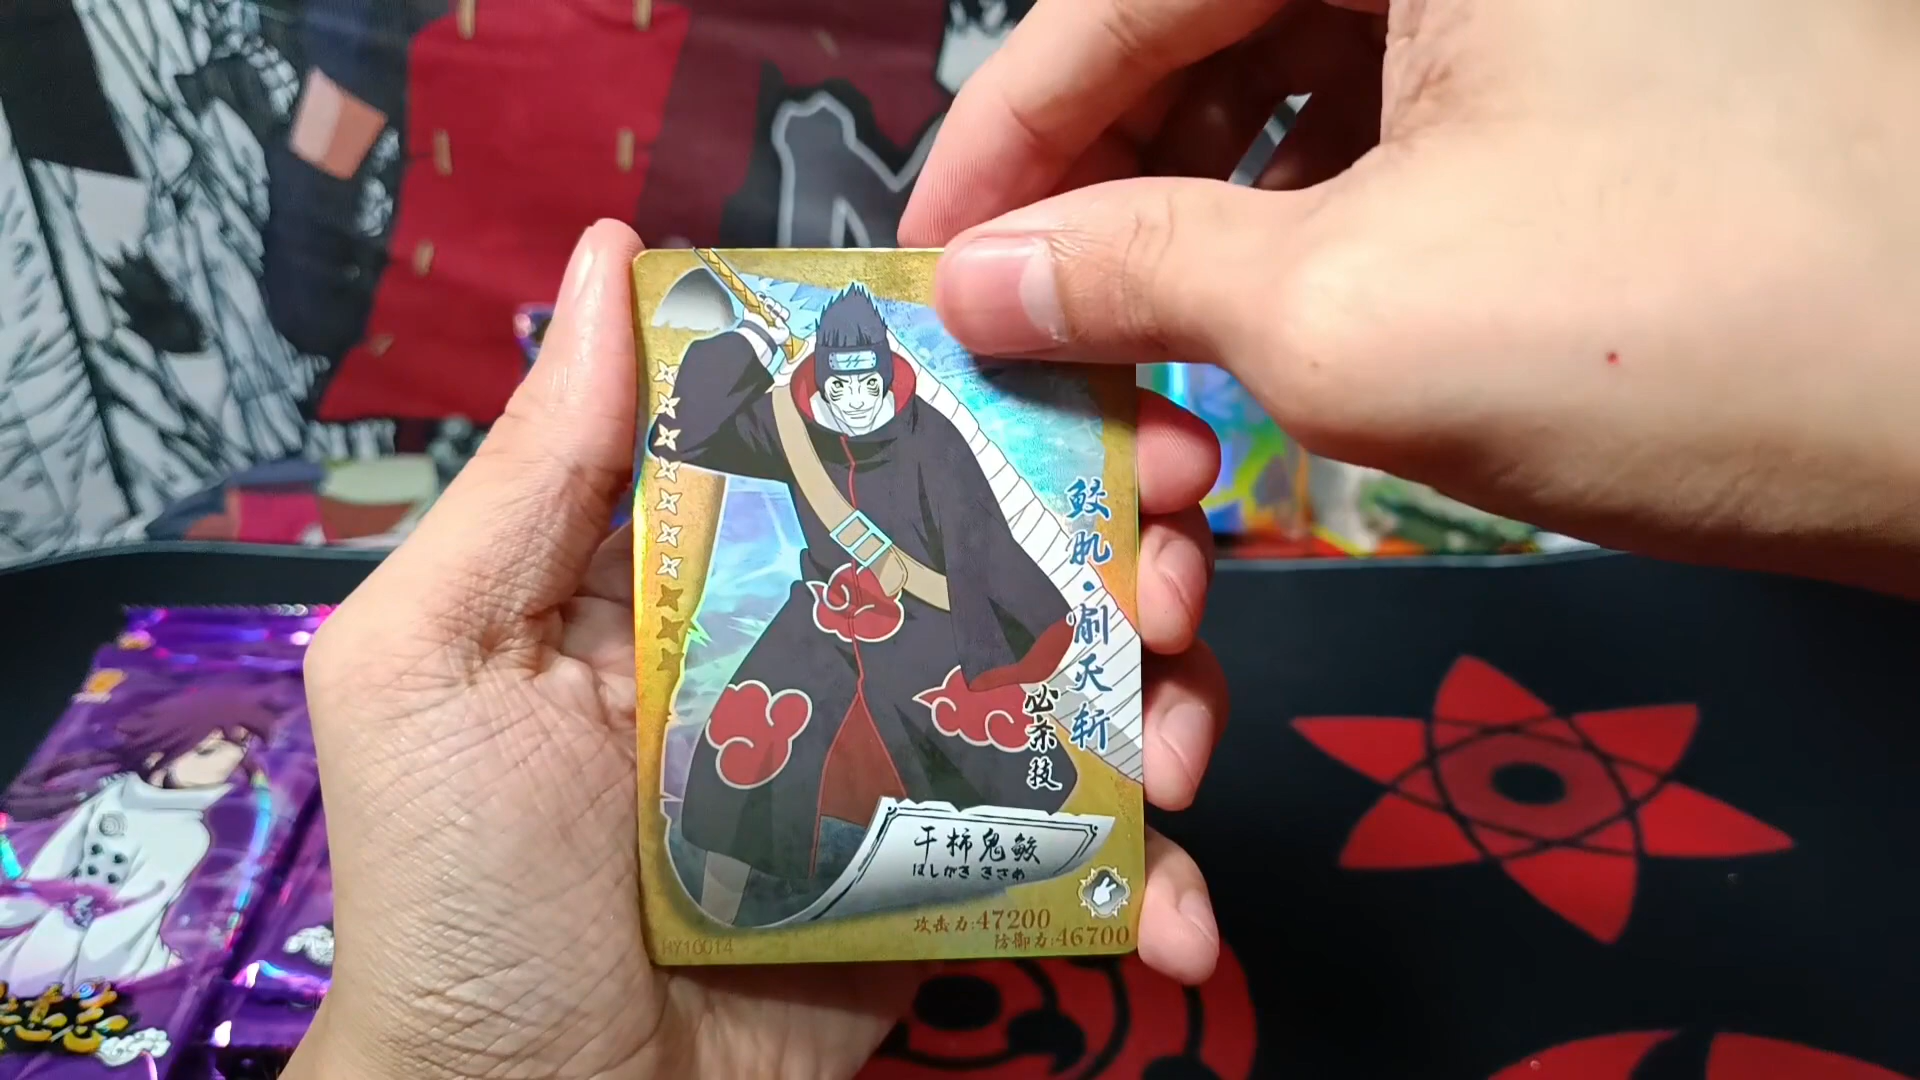 鲛肌·削灭斩
必杀技
干柿鬼鲛
ほしがき きさめ
攻击力:47200
防御力:46700
HY10014